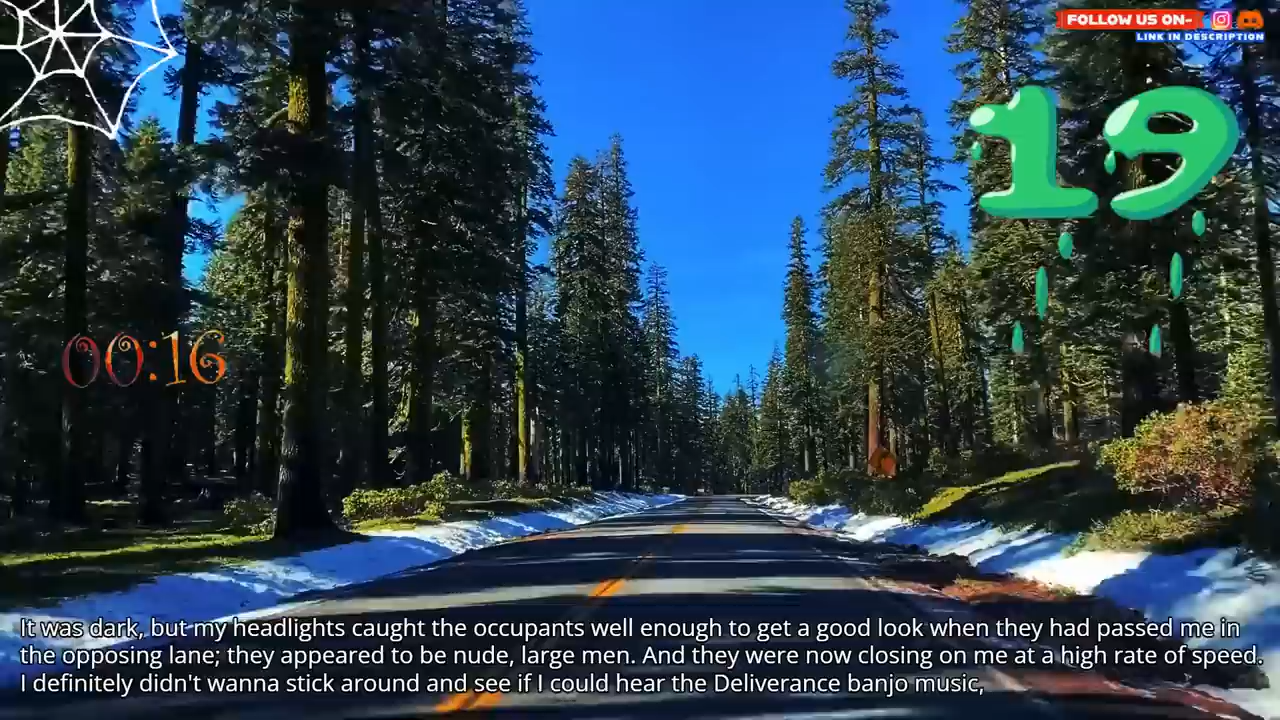 FOLLOW US ON-
LINK IN DESCRIPTION
19
00:16
It was dark, but my headlights caught the occupants well enough to get a good look when they had passed me in
the opposing lane; they appeared to be nude, large men. And they were now closing on me at a high rate of speed.
I definitely didn't wanna stick around and see if I could hear the Deliverance banjo music,